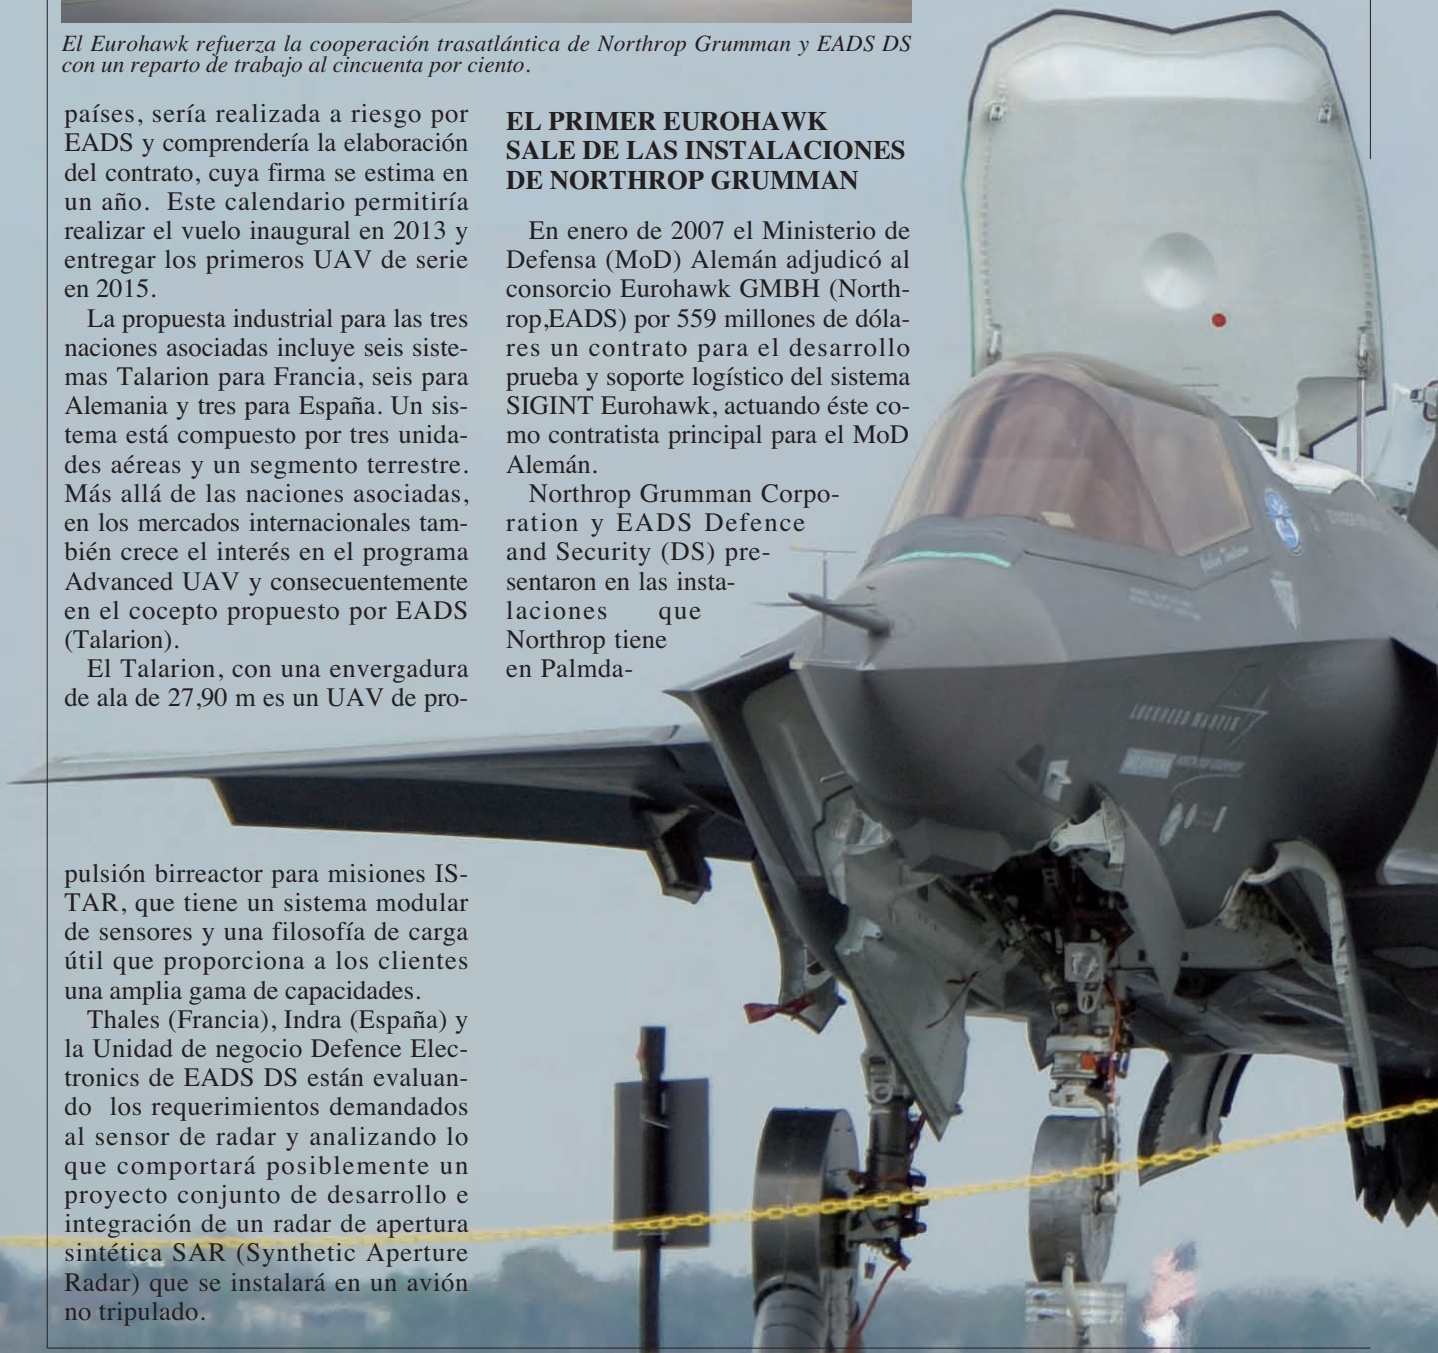 El Eurohawk refuerza la cooperación trasatlántica de Northrop Grumman y EADS DS
con un reparto de trabajo al cincuenta por ciento.
países, sería realizada a riesgo por
EADS y comprendería la elaboración
del contrato, cuya firma se estima en
un año. Este calendario permitiría
realizar el vuelo inaugural en 2013 y
entregar los primeros UAV de serie
en 2015.
La propuesta industrial para las tres
naciones asociadas incluye seis siste-
mas Talarion para Francia, seis para
Alemania y tres para España. Un sis-
tema está compuesto por tres unida-
des aéreas y un segmento terrestre.
Más allá de las naciones asociadas,
en los mercados internacionales tam-
bién crece el interés en el programa
Advanced UAV y consecuentemente
en el cocepto propuesto por EADS
(Talarion).
El Talarion, con una envergadura
de ala de 27,90 m es un UAV de pro-
pulsión birreactor para misiones IS-
TAR, que tiene un sistema modular
de sensores y una filosofía de carga
útil que proporciona a los clientes
una amplia gama de capacidades.
Thales (Francia), Indra (España) y
la Unidad de negocio Defence Elec-
tronics de EADS DS están evaluan-
do los requerimientos demandados
al sensor de radar y analizando lo
que comportará posiblemente un
proyecto conjunto de desarrollo e
integración de un radar de apertura
sintética SAR (Synthetic Aperture
Radar) que se instalará en un avión
no tripulado.
EL PRIMER EUROHAWK
SALE DE LAS INSTALACIONES
DE NORTHROP GRUMMAN
En enero de 2007 el Ministerio de
Defensa (MoD) Alemán adjudicó al
consorcio Eurohawk GMBH (North-
rop,EADS) por 559 millones de dóla-
res un contrato para el desarrollo
prueba y soporte logístico del sistema
SIGINT Eurohawk, actuando éste co-
mo contratista principal para el MoD
Alemán.
Northrop Grumman Corpo-
ration y EADS Defence
and Security (DS) pre-
sentaron en las insta-
laciones que
Northrop tiene
en Palmda-
LOCKHEED MARTIN